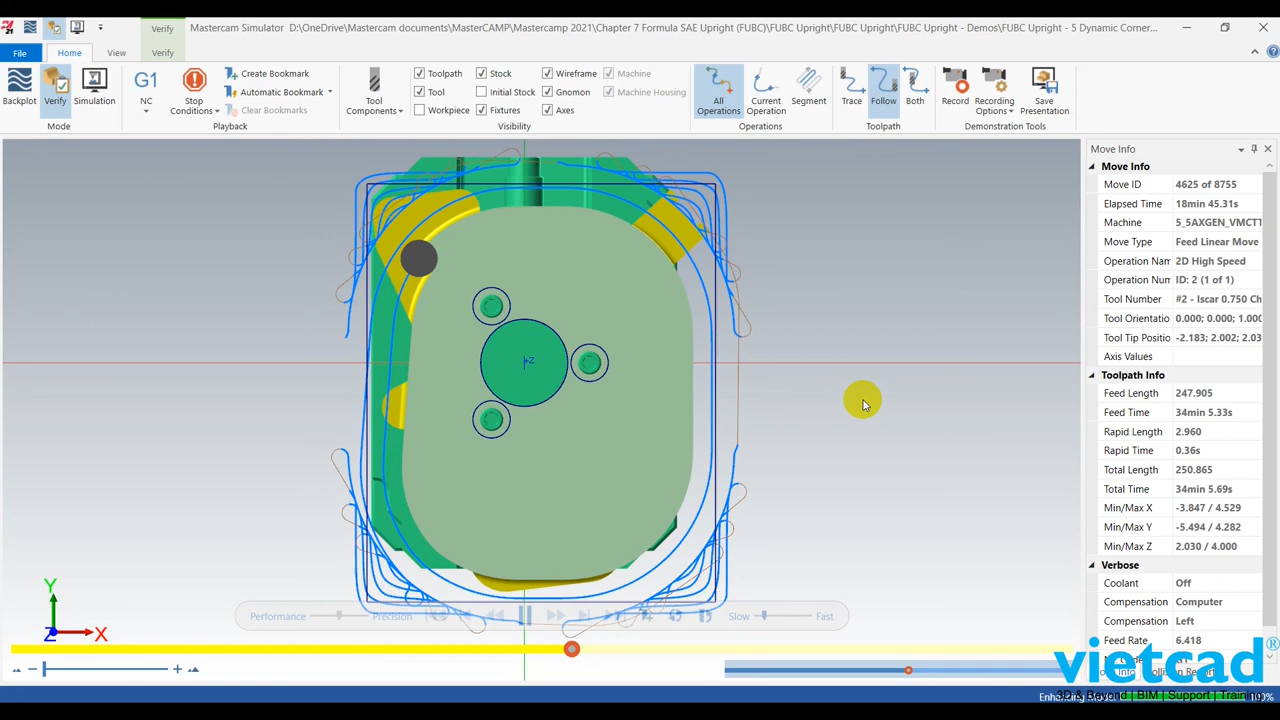 Verify
Mastercam Simulator D:\OneDrive\Mastercam documents\MasterCAMP\Mastercamp 2021\Chapter 7 Formula SAE Upright (FUBC)\FUBC Upright\FUBC Upright\FUBC Upright - Demos\FUBC Upright - 5 Dynamic Corner...
File Home View Verify
Backplot Verify Simulation
Mode
G1
NC
Stop Conditions
Create Bookmark
Automatic Bookmark
Clear Bookmarks
Playback
Tool Components
Toolpath Stock Wireframe Machine
Tool Initial Stock Gnomon Machine Housing
Workpiece Fixtures Axes
Visibility
All Operations
Current Operation
Segment
Operations
Trace Follow Both
Toolpath
Record
Recording Options
Save Presentation
Demonstration Tools
Move Info
Move Info
Move ID 4625 of 8755
Elapsed Time 18min 45.31s
Machine 5_5AXGEN_VMCTT
Move Type Feed Linear Move
Operation Nam 2D High Speed
Operation Num ID: 2 (1 of 1)
Tool Number #2 - Iscar 0.750 Ch
Tool Orientatio 0.000; 0.000; 1.000
Tool Tip Positio -2.183; 2.002; 2.03
Axis Values
Toolpath Info
Feed Length 247.905
Feed Time 34min 5.33s
Rapid Length 2.960
Rapid Time 0.36s
Total Length 250.865
Total Time 34min 5.69s
Min/Max X -3.847 / 4.529
Min/Max Y -5.494 / 4.282
Min/Max Z 2.030 / 4.000
Verbose
Coolant Off
Compensation Computer
Compensation Left
Feed Rate 6.418
+Z
Y
Z X
Performance Precision Slow Fast
vietcad®
3D & Beyond | BIM | Support | Training
100%